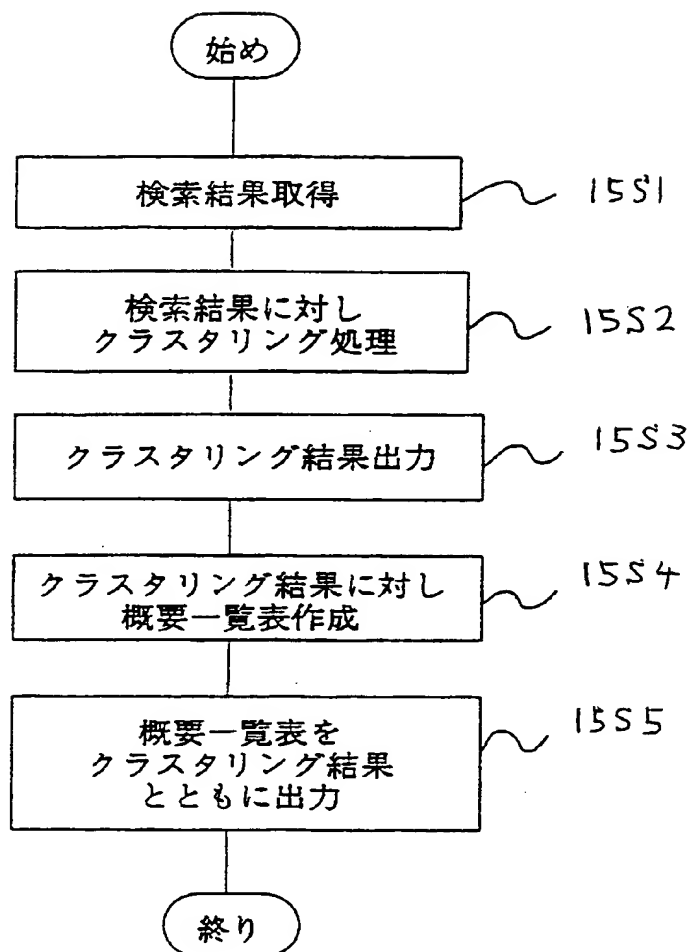 始め
検索結果取得
15S1
検索結果に対し
クラスタリング処理
15S2
クラスタリング結果出力
15S3
クラスタリング結果に対し
概要一覧表作成
15S4
概要一覧表を
クラスタリング結果
とともに出力
15S5
終り